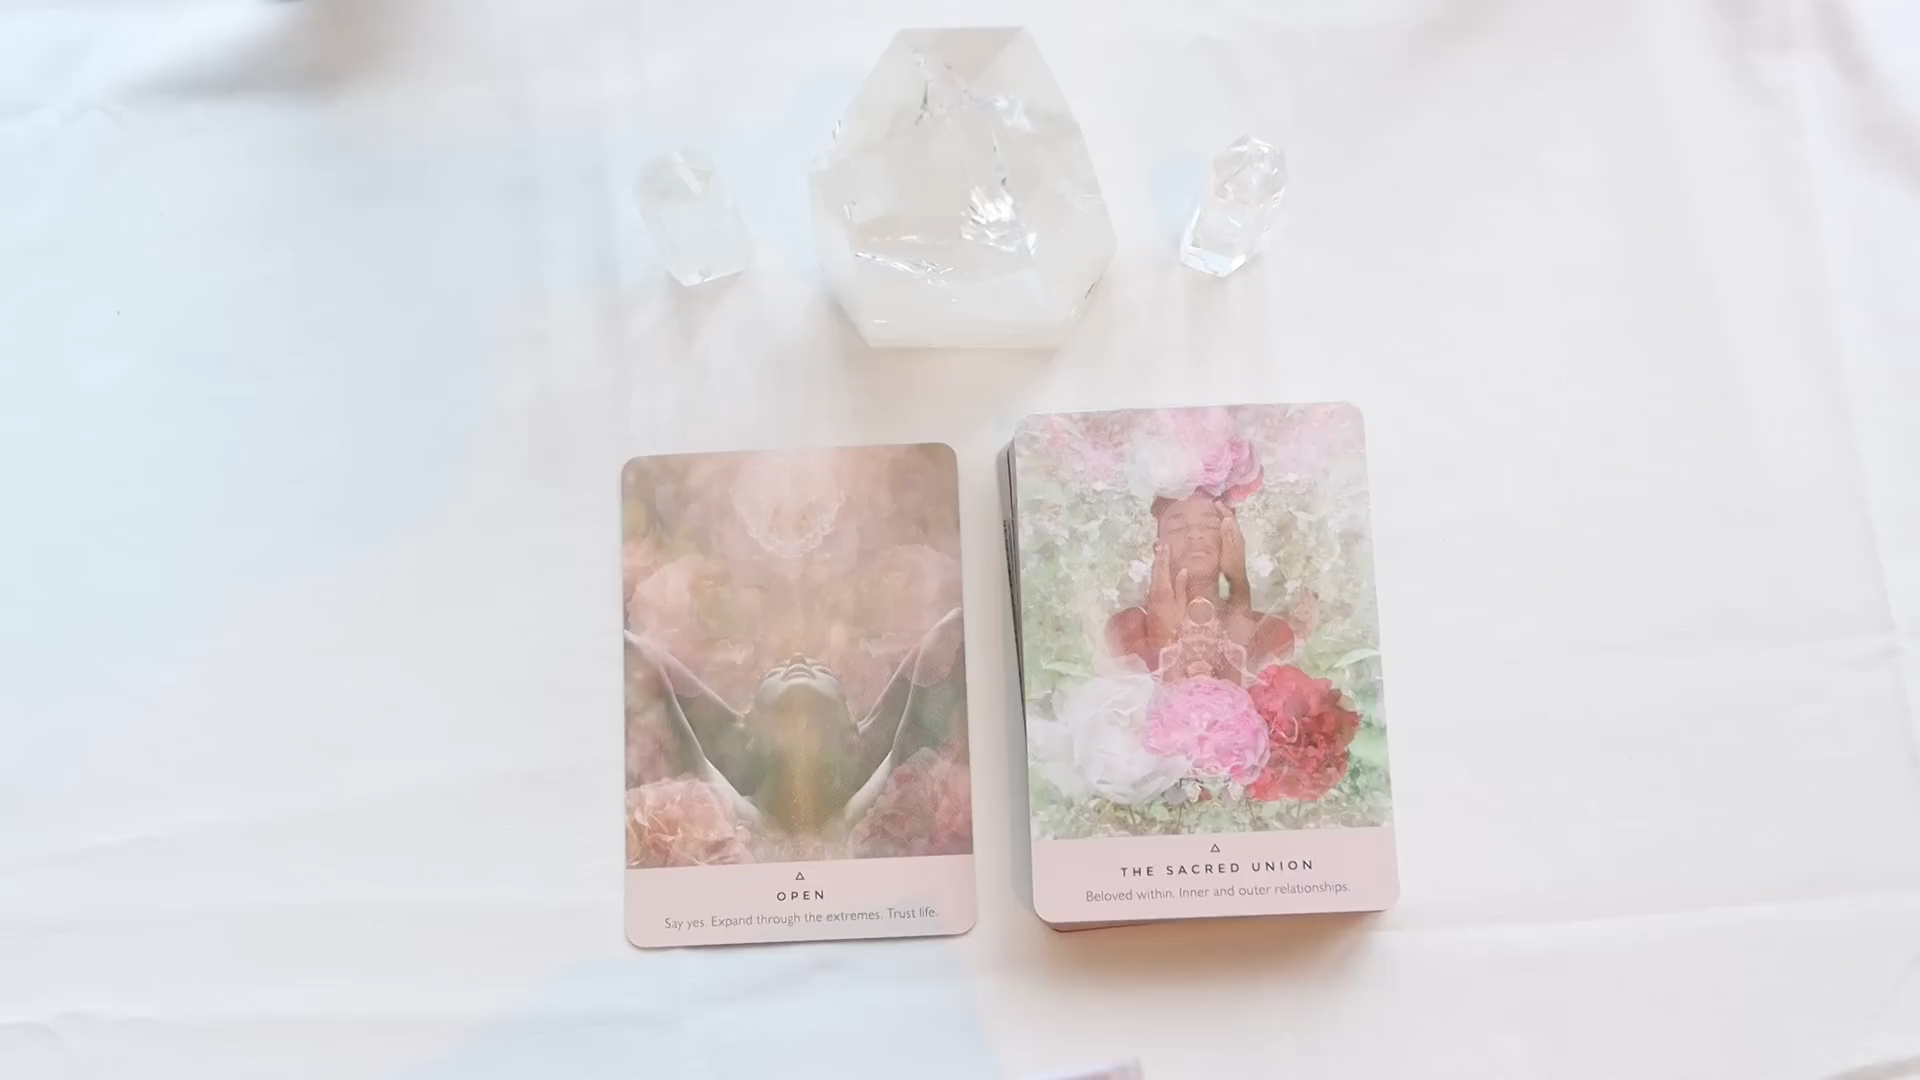 OPEN
Say yes. Expand through the extremes. Trust life.
THE SACRED UNION
Beloved within. Inner and outer relationships.